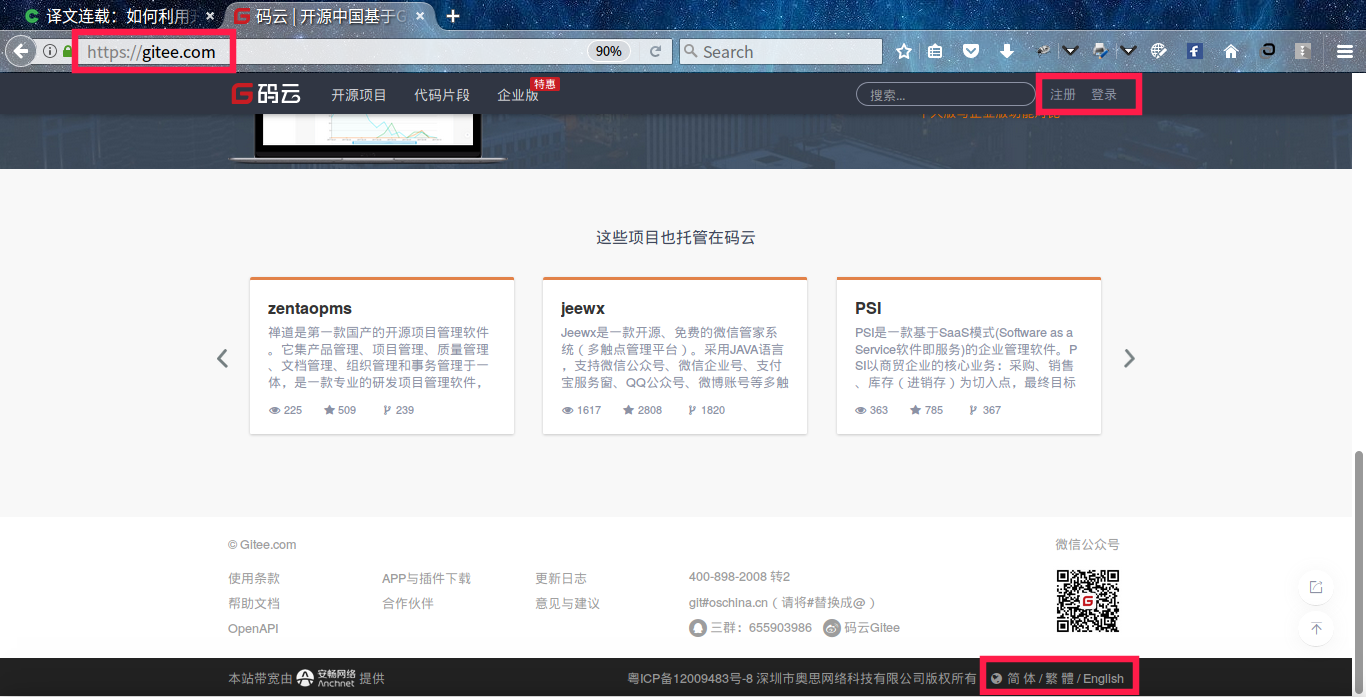 译文连载：如何利用开
码云 | 开源中国基于G
https://gitee.com
90%
Search
码云
开源项目
代码片段
企业版
特惠
搜索...
注册
登录
这些项目也托管在码云
zentaopms
禅道是第一款国产的开源项目管理软件
。它集产品管理、项目管理、质量管理
、文档管理、组织管理和事务管理于一
体，是一款专业的研发项目管理软件，
225 509 239
jeewx
Jeewx是一款开源、免费的微信管家系
统（多触点管理平台）。采用JAVA语言
，支持微信公众号、微信企业号、支付
宝服务窗、QQ公众号、微博账号等多触
1617 2808 1820
PSI
PSI是一款基于SaaS模式(Software as a
Service软件即服务)的企业管理软件。P
SI以商贸企业的核心业务：采购、销售
、库存（进销存）为切入点，最终目标
363 785 367
© Gitee.com
使用条款
帮助文档
OpenAPI
APP与插件下载
合作伙伴
更新日志
意见与建议
400-898-2008 转2
git#oschina.cn（请将#替换成@）
三群：655903986 码云Gitee
微信公众号
本站带宽由 安畅网络 Anchnet 提供
粤ICP备12009483号-8 深圳市奥思网络科技有限公司版权所有
简 体 / 繁 體 / English